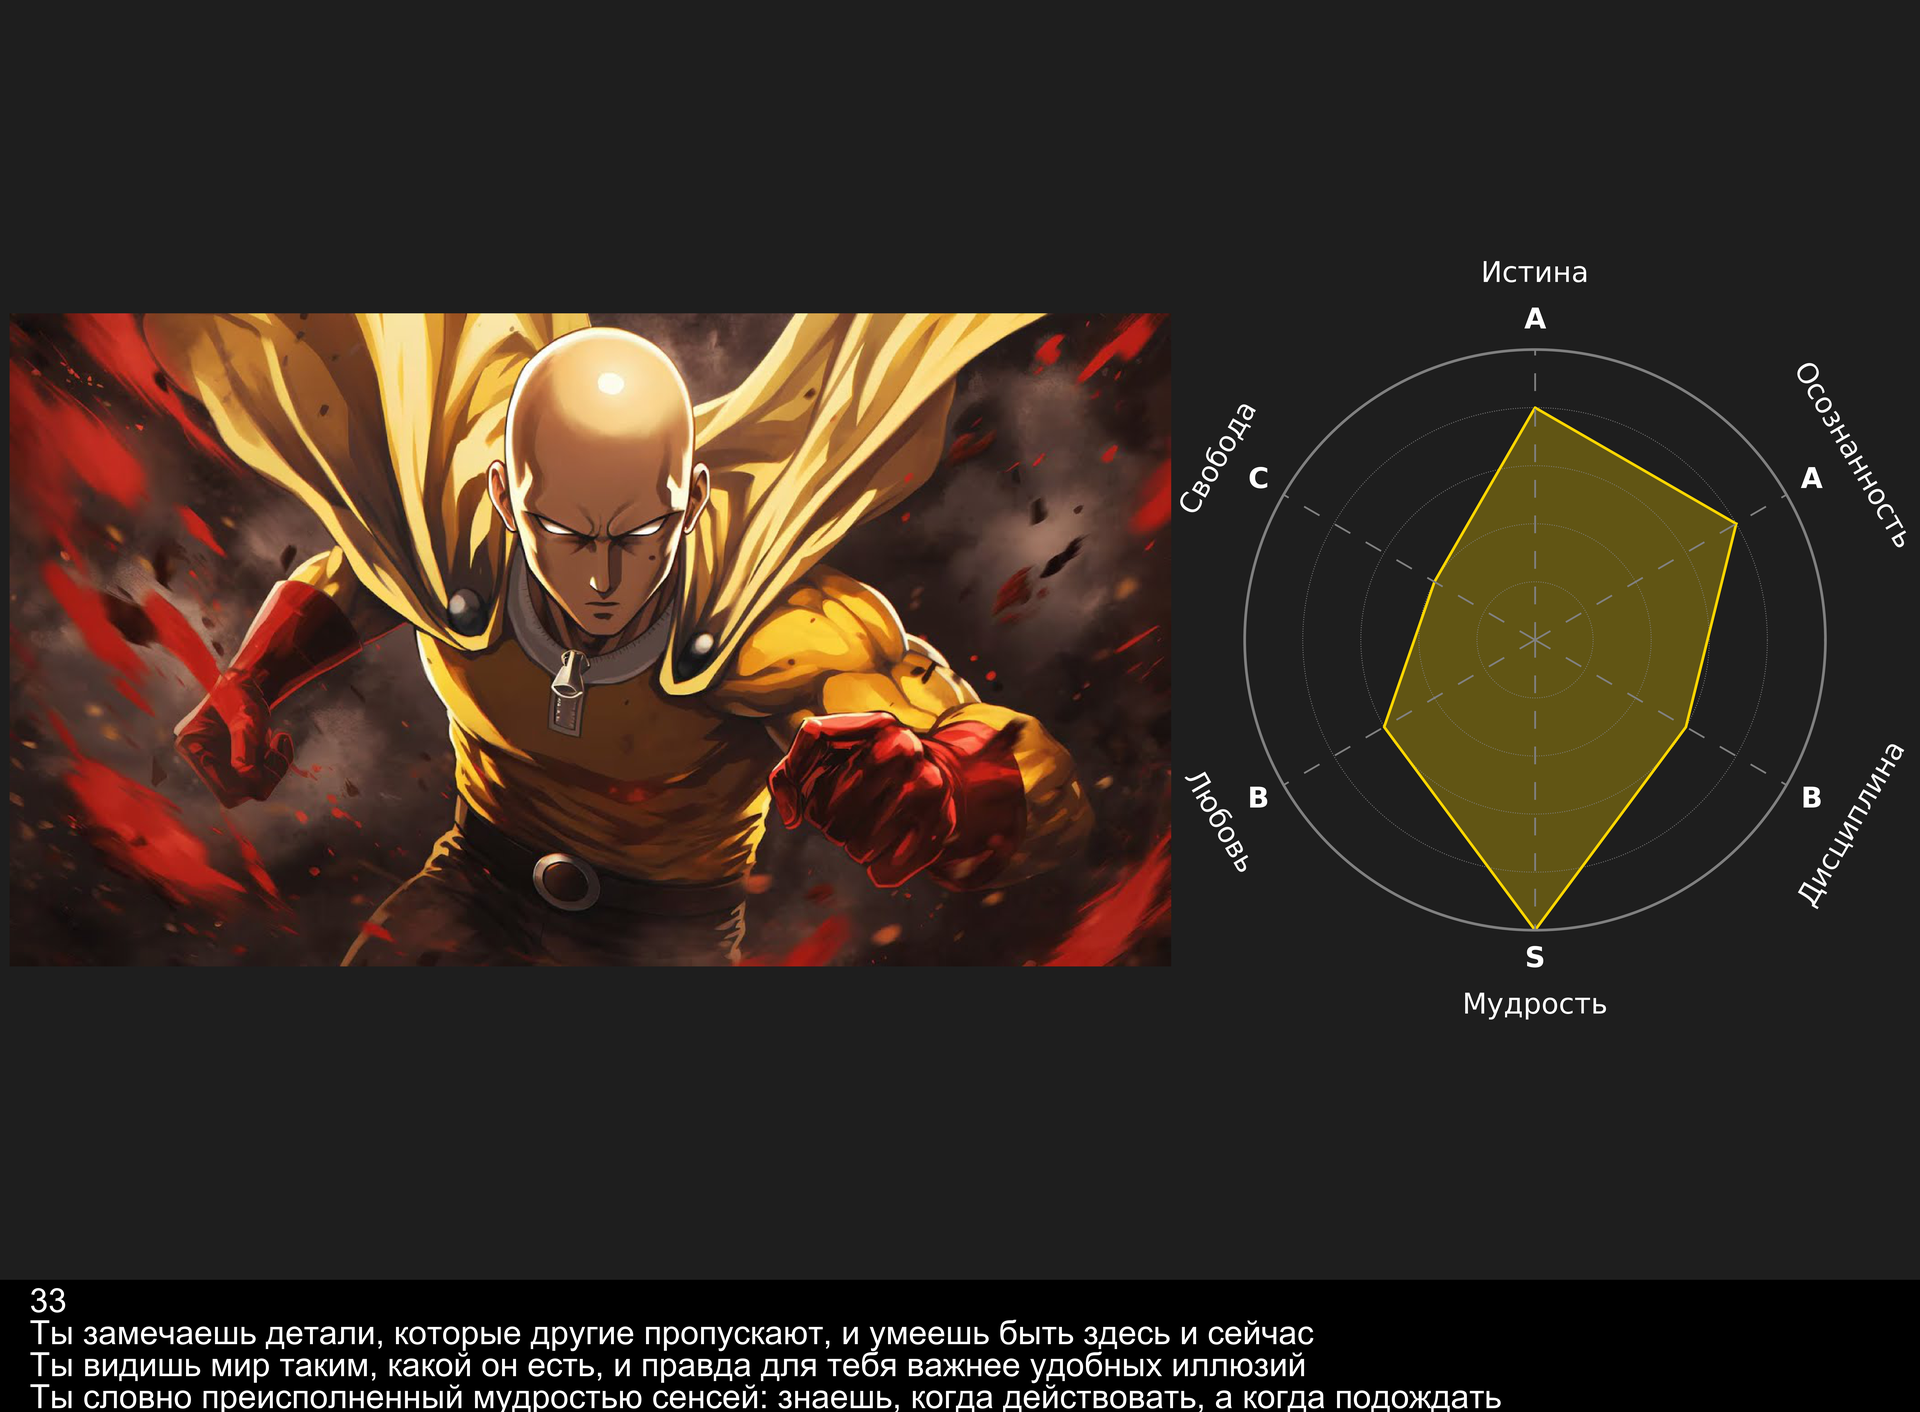 Истина
A
Осознанность
A
Свобода
C
Любовь
B
Дисциплина
B
S
Мудрость
33
Ты замечаешь детали, которые другие пропускают, и умеешь быть здесь и сейчас
Ты видишь мир таким, какой он есть, и правда для тебя важнее удобных иллюзий
Ты словно преисполненный мудростью сенсей: знаешь, когда действовать, а когда подождать